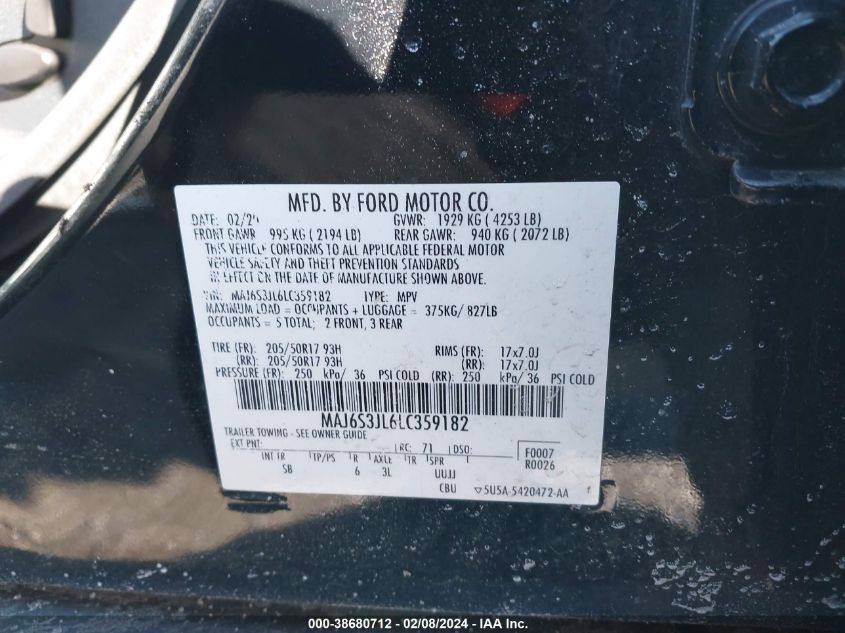 MFD. BY FORD MOTOR CO.
DATE: 02/2 GVWR: 1929 KG ( 4253 LB)
FRONT GAWR: 995 KG ( 2194 LB) REAR GAWR: 940 KG ( 2072 LB)
THIS VEHICLE CONFORMS TO ALL APPLICABLE FEDERAL MOTOR
VEHICLE SAFETY AND THEFT PREVENTION STANDARDS
IN EFFECT ON THE DATE OF MANUFACTURE SHOWN ABOVE.
VIN: MAJ6S3JL6LC359182 TYPE: MPV
MAXIMUM LOAD = OCCUPANTS + LUGGAGE = 375KG/ 827LB
OCCUPANTS = 5 TOTAL; 2 FRONT, 3 REAR
TIRE (FR): 205/50R17 93H RIMS (FR): 17x7.0J
(RR): 205/50R17 93H (RR): 17x7.0J
PRESSURE (FR): 250 kPa/ 36 PSI COLD (RR): 250 kPa/ 36 PSI COLD
MAJ6S3JL6LC359182
TRAILER TOWING - SEE OWNER GUIDE
EXT PNT: RC: 71 DSO: F0007
R0026
INT TR TP/PS R AXLE TR SPR
SB 6 3L UUJJ
CBU 5USA-5420472-AA
000-38680712 - 02/08/2024 - IAA Inc.